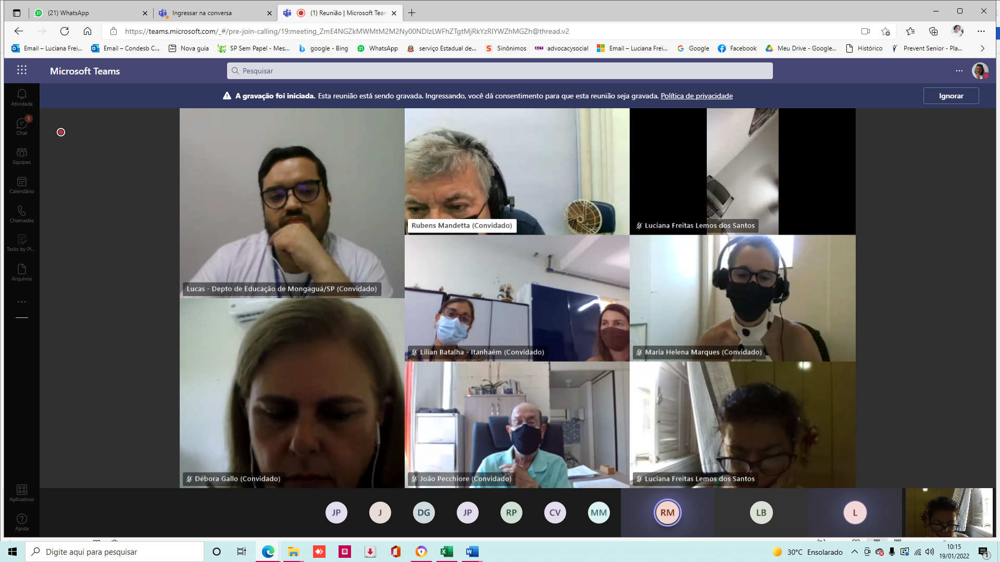 (21) WhatsApp
Ingressar na conversa
(1) Reunião | Microsoft Team
https://teams.microsoft.com/_#/pre-join-calling/19:meeting_ZmE4NGZkMWMtM2M2Ny00NDIzLWFhZTgtMjRkYzRlYWZhMGZh@thread.v2
Email – Luciana Frei...
Email – Condesb C...
Nova guia
SP Sem Papel - Mes...
google - Bing
WhatsApp
serviço Estadual de...
Sinônimos
advocacysocial
Email – Luciana Frei...
Google
Facebook
Meu Drive - Google...
Histórico
Prevent Senior - Pla...
Microsoft Teams
Pesquisar
A gravação foi iniciada. Esta reunião está sendo gravada. Ingressando, você dá consentimento para que esta reunião seja gravada. Política de privacidade
Ignorar
Atividade
1
Chat
Equipes
Calendário
Chamadas
Tasks by Pl...
Arquivos
Aplicativos
Ajuda
Rubens Mandetta (Convidado)
Luciana Freitas Lemos dos Santos
Lucas - Depto de Educação de Mongaguá/SP (Convidado)
Lilian Batalha - Itanhaém (Convidado)
Maria Helena Marques (Convidado)
Débora Gallo (Convidado)
João Pecchiore (Convidado)
Luciana Freitas Lemos dos Santos
JP
J
DG
JP
RP
CV
MM
RM
LB
L
Digite aqui para pesquisar
30°C Ensolarado
10:15
19/01/2022
1